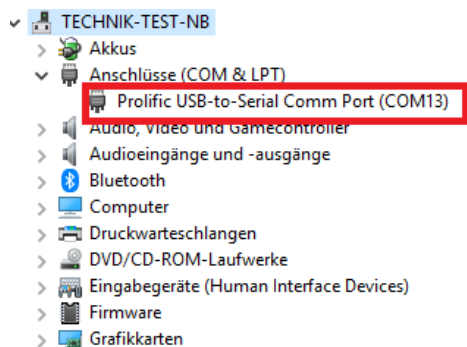 TECHNIK-TEST-NB
Akkus
Anschlüsse (COM & LPT)
Prolific USB-to-Serial Comm Port (COM13)
Audio, Video und Gamecontroller
Audioeingänge und -ausgänge
Bluetooth
Computer
Druckwarteschlangen
DVD/CD-ROM-Laufwerke
Eingabegeräte (Human Interface Devices)
Firmware
Grafikkarten